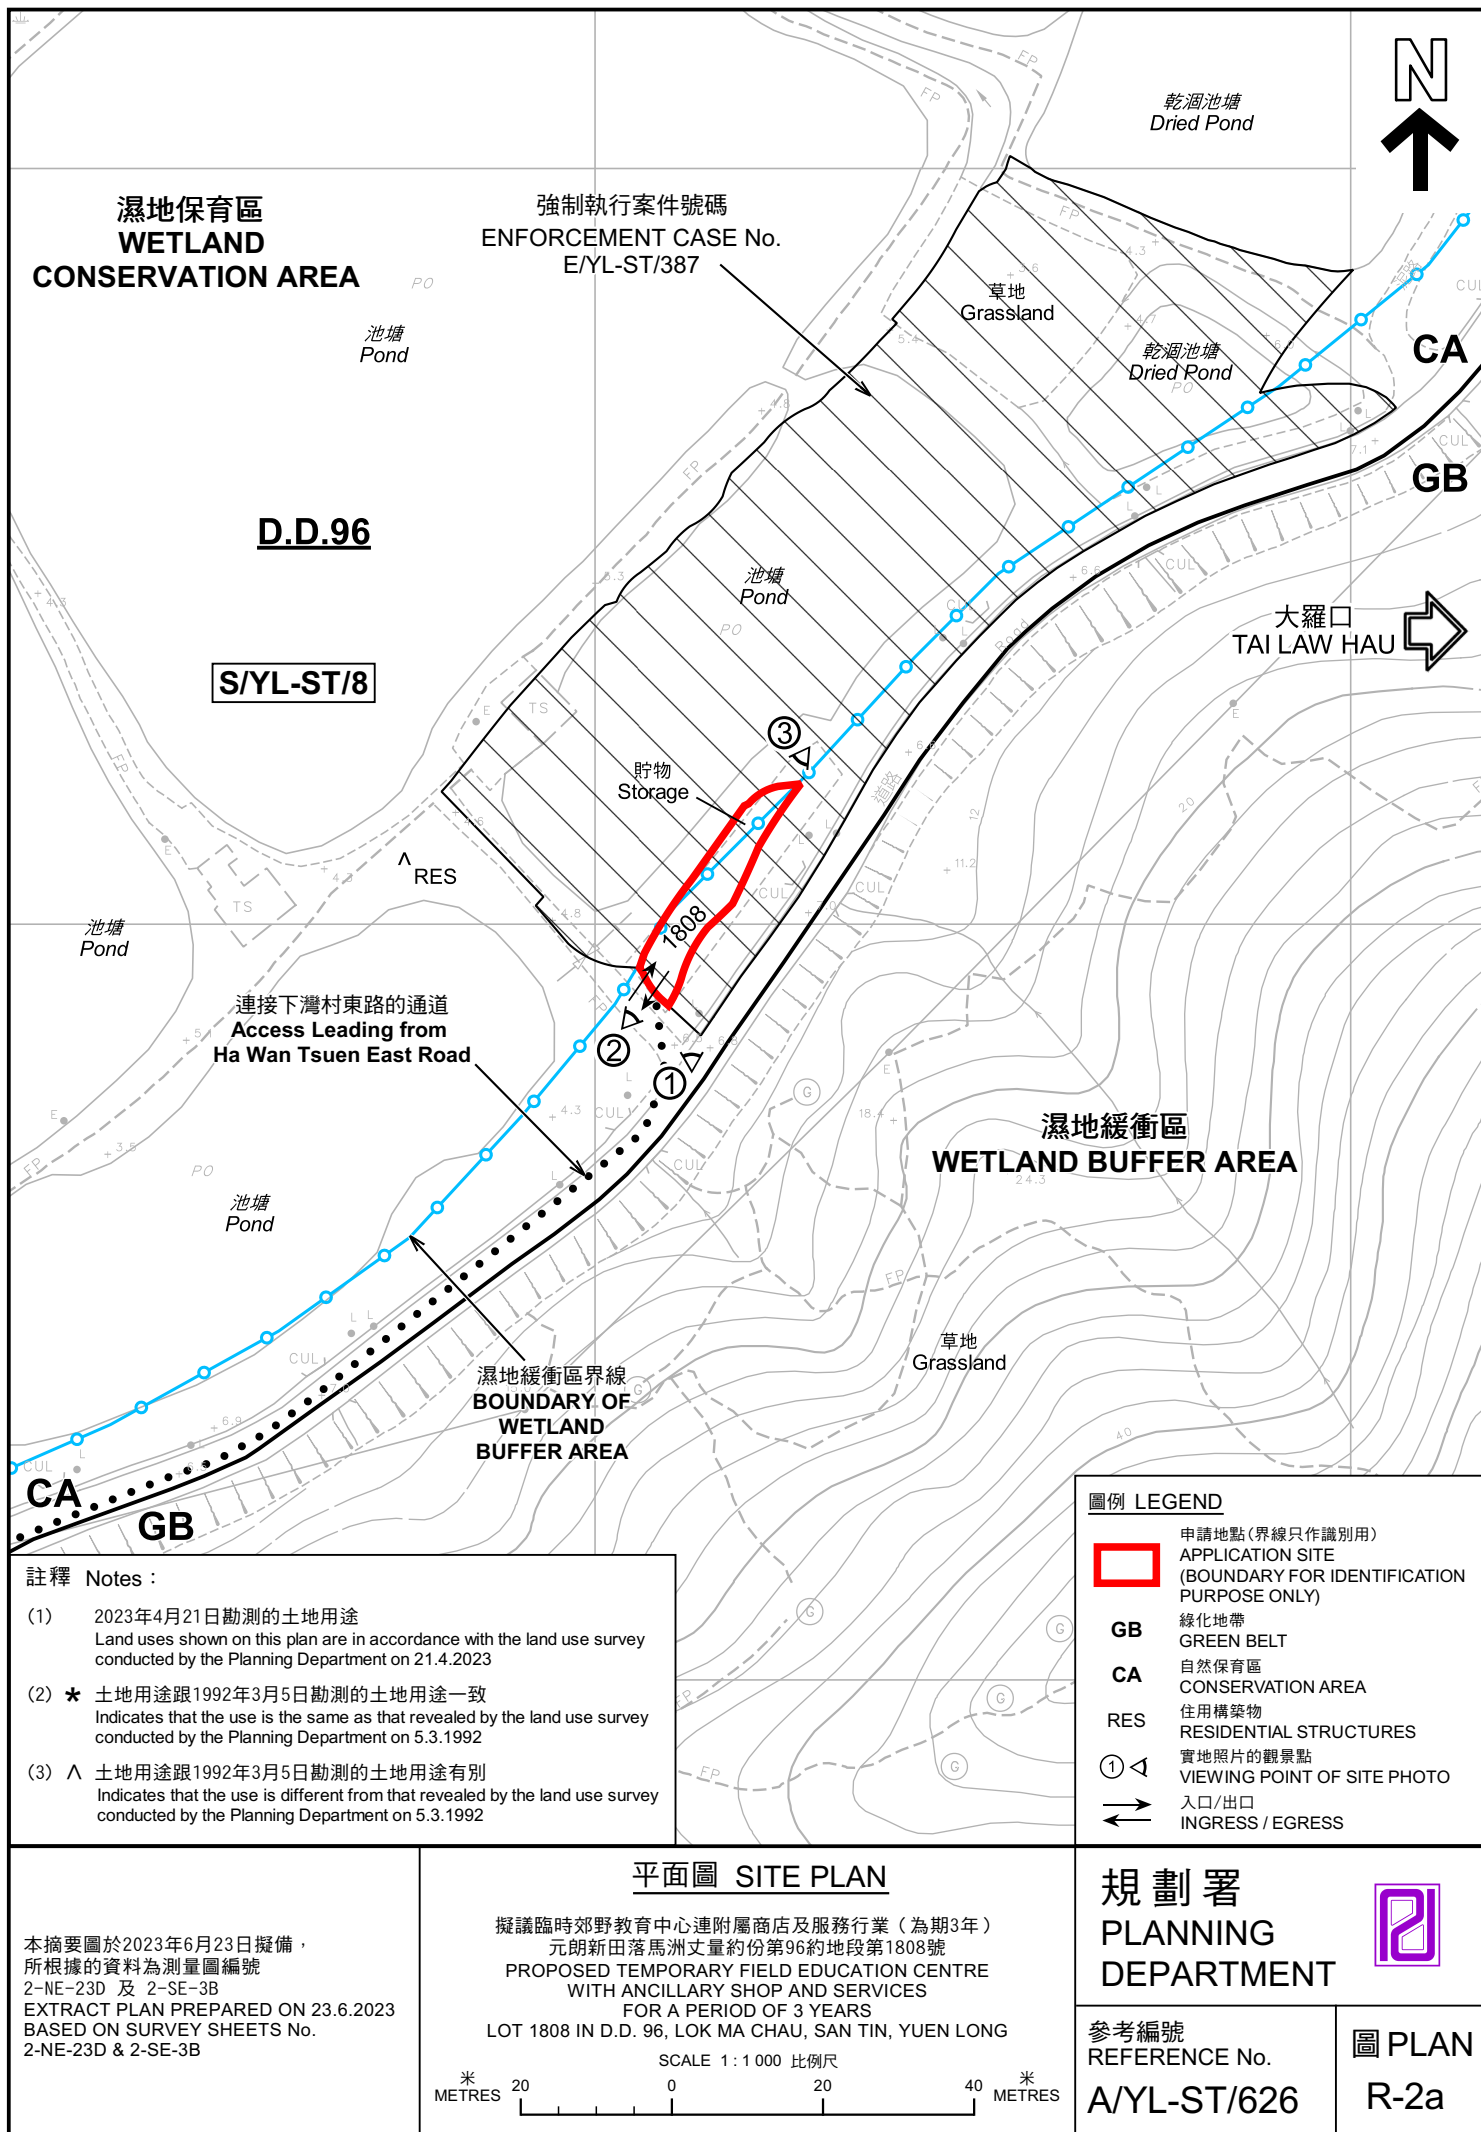 濕地保育區
WETLAND
CONSERVATION AREA
強制執行案件號碼
ENFORCEMENT CASE No.
E/YL-ST/387
乾涸池塘
Dried Pond
N
FP
FP
FP
PO
池塘
Pond
草地
Grassland
乾涸池塘
Dried Pond
PO
CA
GB
D.D.96
S/YL-ST/8
池塘
Pond
PO
大羅口
TAI LAW HAU
TS
E
3
貯物
Storage
道路
Road
^
RES
TS
1808
池塘
Pond
連接下灣村東路的通道
Access Leading from
Ha Wan Tsuen East Road
2
1
CUL
濕地緩衝區
WETLAND BUFFER AREA
24.3
PO
池塘
Pond
草地
Grassland
濕地緩衝區界線
BOUNDARY OF
WETLAND
BUFFER AREA
CA
GB
註釋 Notes :
(1) 2023年4月21日勘測的土地用途
Land uses shown on this plan are in accordance with the land use survey
conducted by the Planning Department on 21.4.2023
(2) * 土地用途跟1992年3月5日勘測的土地用途一致
Indicates that the use is the same as that revealed by the land use survey
conducted by the Planning Department on 5.3.1992
(3) ^ 土地用途跟1992年3月5日勘測的土地用途有別
Indicates that the use is different from that revealed by the land use survey
conducted by the Planning Department on 5.3.1992
圖例 LEGEND
申請地點(界線只作識別用)
APPLICATION SITE
(BOUNDARY FOR IDENTIFICATION
PURPOSE ONLY)
GB 綠化地帶
GREEN BELT
CA 自然保育區
CONSERVATION AREA
RES 住用構築物
RESIDENTIAL STRUCTURES
1 實地照片的觀景點
VIEWING POINT OF SITE PHOTO
入口/出口
INGRESS / EGRESS
本摘要圖於2023年6月23日擬備，
所根據的資料為測量圖編號
2-NE-23D 及 2-SE-3B
EXTRACT PLAN PREPARED ON 23.6.2023
BASED ON SURVEY SHEETS No.
2-NE-23D & 2-SE-3B
平面圖 SITE PLAN
擬議臨時郊野教育中心連附屬商店及服務行業（為期3年）
元朗新田落馬洲丈量約份第96約地段第1808號
PROPOSED TEMPORARY FIELD EDUCATION CENTRE
WITH ANCILLARY SHOP AND SERVICES
FOR A PERIOD OF 3 YEARS
LOT 1808 IN D.D. 96, LOK MA CHAU, SAN TIN, YUEN LONG
SCALE 1 : 1 000 比例尺
米 METRES 20 0 20 40 米 METRES
規劃署
PLANNING
DEPARTMENT
參考編號
REFERENCE No.
A/YL-ST/626
圖 PLAN
R-2a